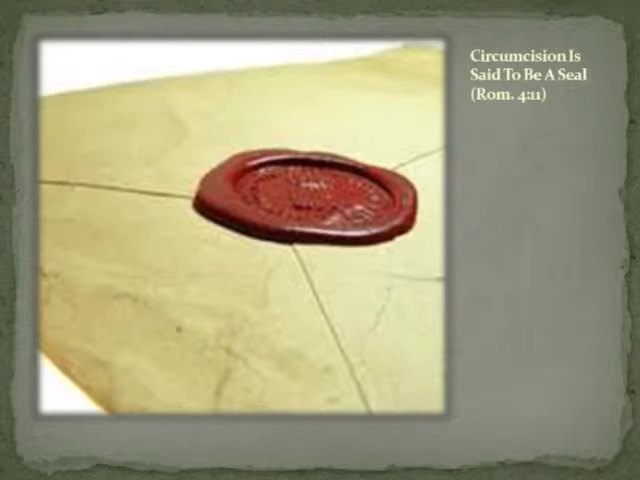 Circumcision Is
Said To Be A Seal
(Rom. 4:11)